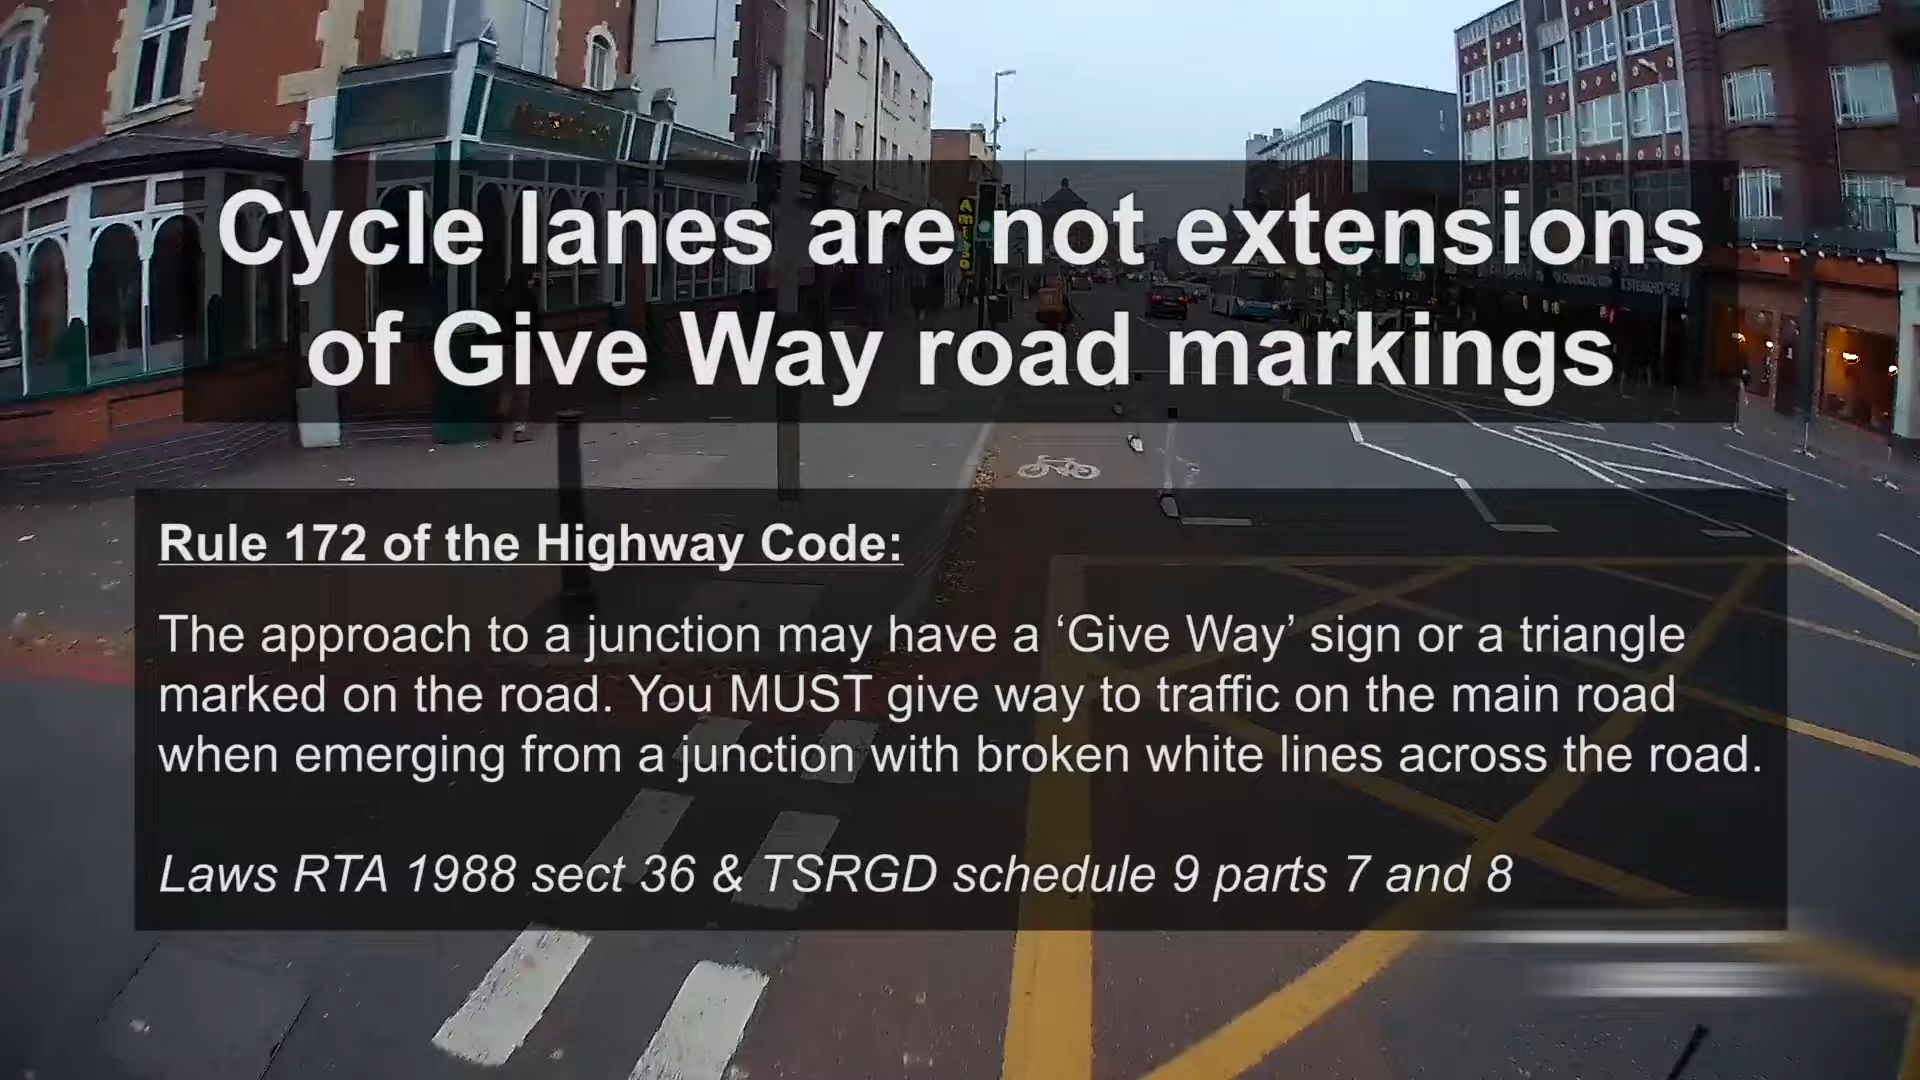 Cycle lanes are not extensions
of Give Way road markings
Rule 172 of the Highway Code:
The approach to a junction may have a ‘Give Way’ sign or a triangle
marked on the road. You MUST give way to traffic on the main road
when emerging from a junction with broken white lines across the road.
Laws RTA 1988 sect 36 & TSRGD schedule 9 parts 7 and 8